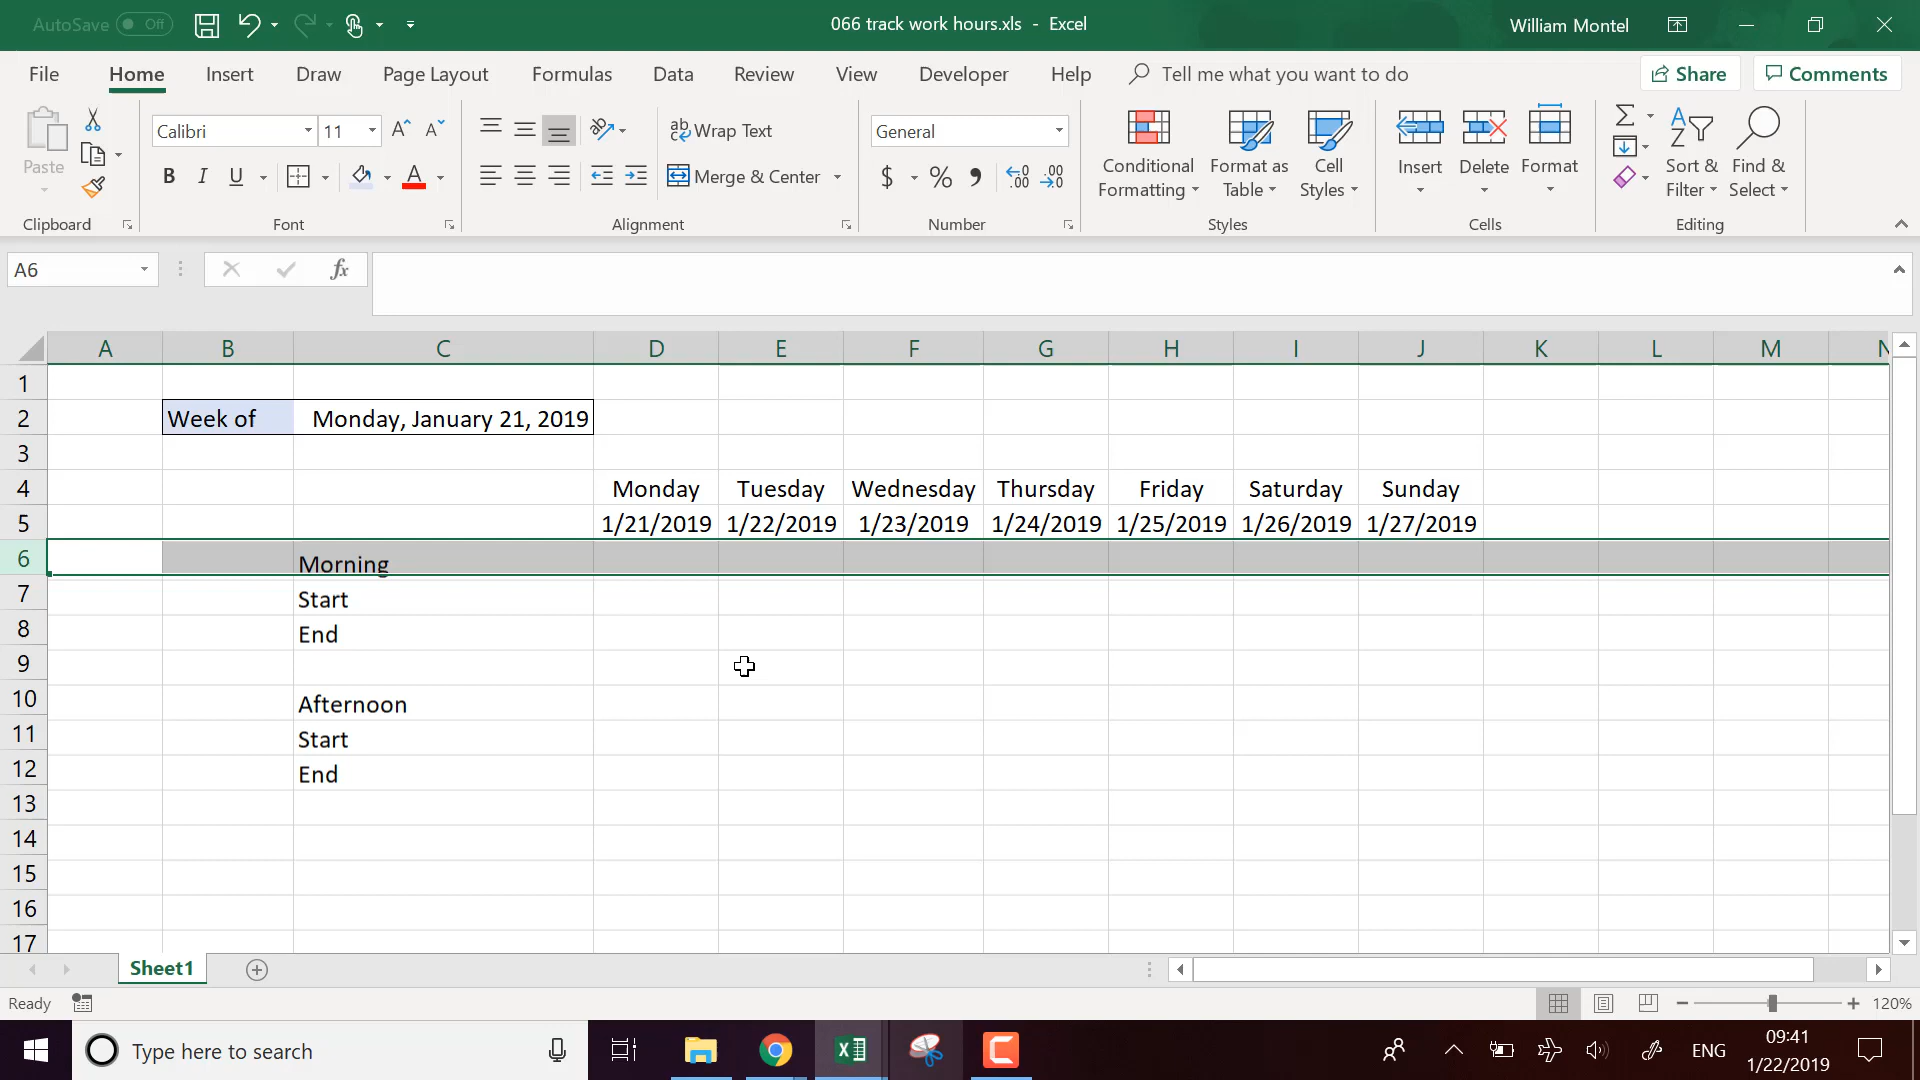 AutoSave Off
066 track work hours.xls - Excel
William Montel
File Home Insert Draw Page Layout Formulas Data Review View Developer Help Tell me what you want to do Share Comments
Paste
Clipboard
Calibri 11
B I U A
Font
Wrap Text
Merge & Center
Alignment
General
$ % , .00 .00
Number
Conditional Formatting
Format as Table
Cell Styles
Styles
Insert Delete Format
Cells
Sort & Filter
Find & Select
Editing
A6 fx
A B C D E F G H I J K L M N
1
2 Week of Monday, January 21, 2019
3
4 Monday Tuesday Wednesday Thursday Friday Saturday Sunday
5 1/21/2019 1/22/2019 1/23/2019 1/24/2019 1/25/2019 1/26/2019 1/27/2019
6 Morning
7 Start
8 End
9
10 Afternoon
11 Start
12 End
13
14
15
16
17
Sheet1
Ready 120%
Type here to search
ENG
09:41
1/22/2019